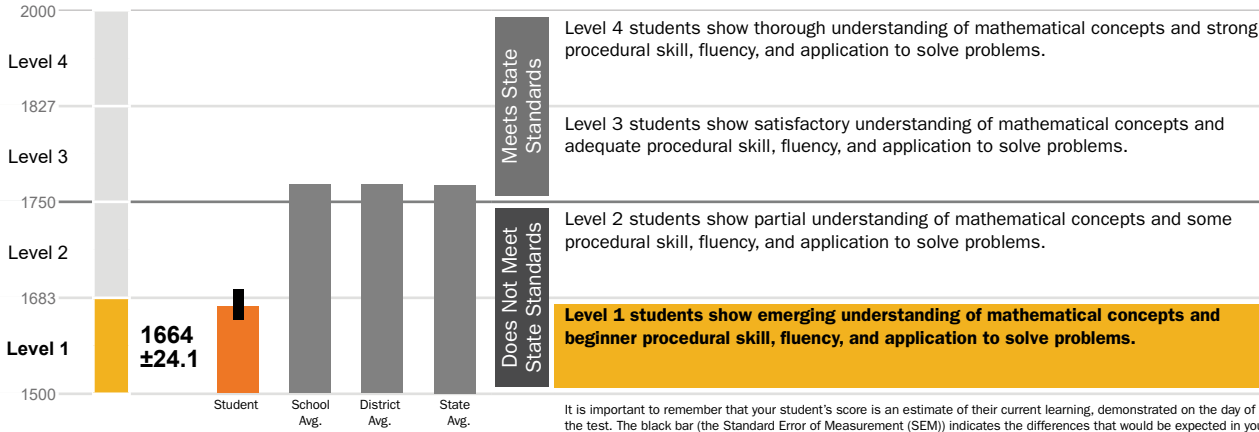 2000
Level 4
1827
Level 3
1750
Level 2
1683
Level 1
1500
1664
±24.1
Student
School
Avg.
District
Avg.
State
Avg.
Meets State
Standards
Does Not Meet
State Standards
Level 4 students show thorough understanding of mathematical concepts and strong
procedural skill, fluency, and application to solve problems.
Level 3 students show satisfactory understanding of mathematical concepts and
adequate procedural skill, fluency, and application to solve problems.
Level 2 students show partial understanding of mathematical concepts and some
procedural skill, fluency, and application to solve problems.
Level 1 students show emerging understanding of mathematical concepts and
beginner procedural skill, fluency, and application to solve problems.
It is important to remember that your student's score is an estimate of their current learning, demonstrated on the day of
the test. The black bar (the Standard Error of Measurement (SEM)) indicates the differences that would be expected in